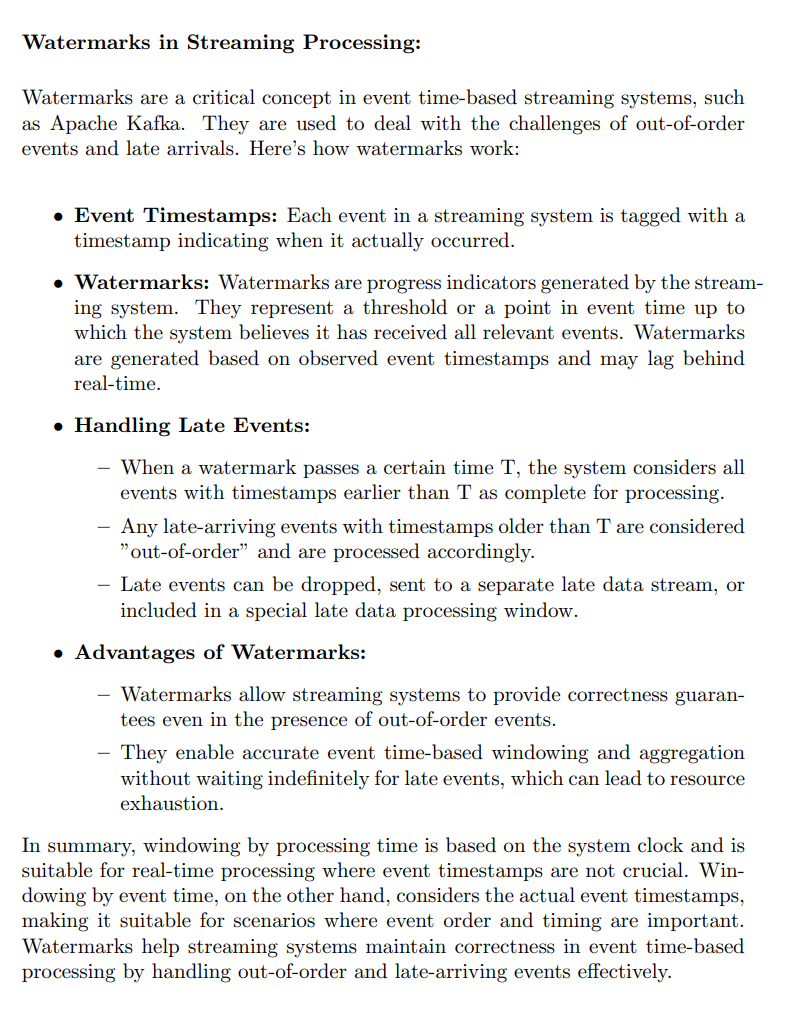 Watermarks in Streaming Processing:
Watermarks are a critical concept in event time-based streaming systems, such
as Apache Kafka. They are used to deal with the challenges of out-of-order
events and late arrivals. Here's how watermarks work:
• Event Timestamps: Each event in a streaming system is tagged with a
timestamp indicating when it actually occurred.
• Watermarks: Watermarks are progress indicators generated by the stream-
ing system. They represent a threshold or a point in event time up to
which the system believes it has received all relevant events. Watermarks
are generated based on observed event timestamps and may lag behind
real-time.
• Handling Late Events:
– When a watermark passes a certain time T, the system considers all
events with timestamps earlier than T as complete for processing.
– Any late-arriving events with timestamps older than T are considered
”out-of-order” and are processed accordingly.
– Late events can be dropped, sent to a separate late data stream, or
included in a special late data processing window.
• Advantages of Watermarks:
– Watermarks allow streaming systems to provide correctness guaran-
tees even in the presence of out-of-order events.
– They enable accurate event time-based windowing and aggregation
without waiting indefinitely for late events, which can lead to resource
exhaustion.
In summary, windowing by processing time is based on the system clock and is
suitable for real-time processing where event timestamps are not crucial. Win-
dowing by event time, on the other hand, considers the actual event timestamps,
making it suitable for scenarios where event order and timing are important.
Watermarks help streaming systems maintain correctness in event time-based
processing by handling out-of-order and late-arriving events effectively.